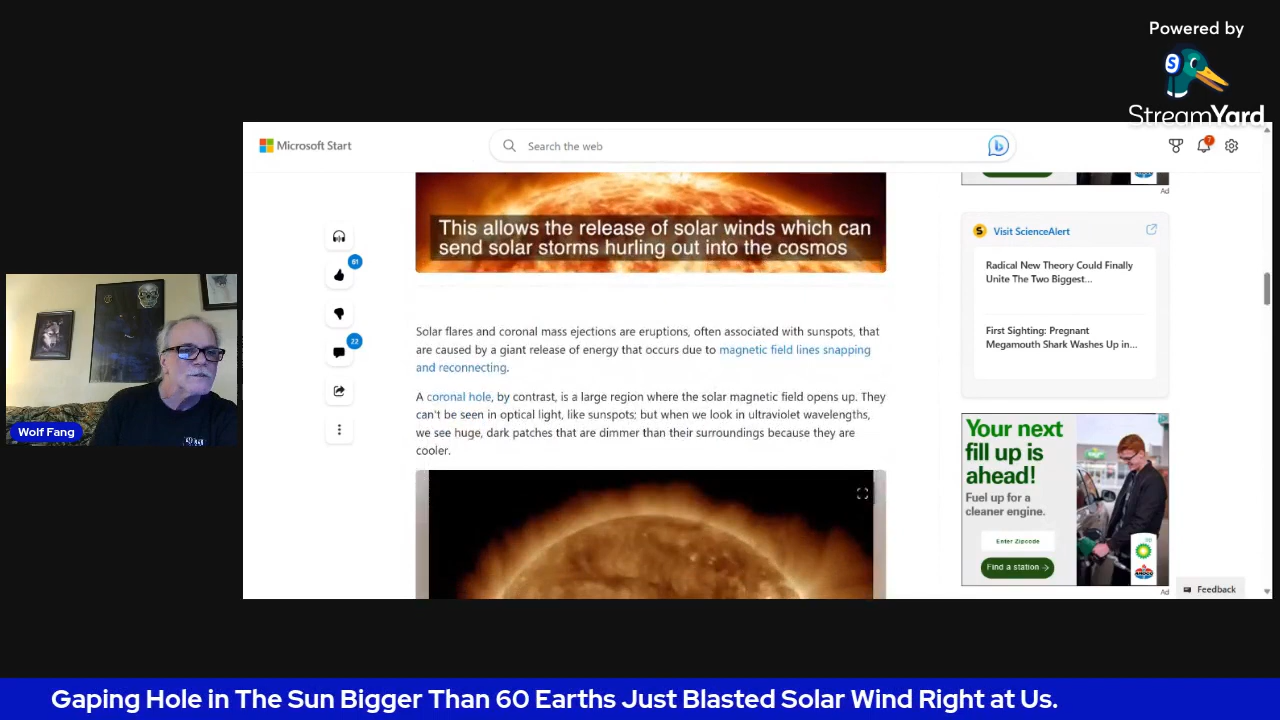 Powered by
StreamYard
Microsoft Start
Search the web
7
Ad
This allows the release of solar winds which can
send solar storms hurling out into the cosmos
61
22
Solar flares and coronal mass ejections are eruptions, often associated with sunspots, that
are caused by a giant release of energy that occurs due to magnetic field lines snapping
and reconnecting.
A coronal hole, by contrast, is a large region where the solar magnetic field opens up. They
can't be seen in optical light, like sunspots; but when we look in ultraviolet wavelengths,
we see huge, dark patches that are dimmer than their surroundings because they are
cooler.
Visit ScienceAlert
Radical New Theory Could Finally
Unite The Two Biggest...
First Sighting: Pregnant
Megamouth Shark Washes Up in...
Your next
fill up is
ahead!
Fuel up for a
cleaner engine.
Enter Zipcode
Find a station →
bp
Ad
Feedback
Wolf Fang
Gaping Hole in The Sun Bigger Than 60 Earths Just Blasted Solar Wind Right at Us.